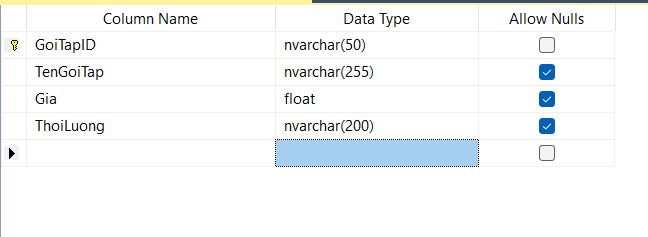 Column Name Data Type Allow Nulls
GoiTapID nvarchar(50)
TenGoiTap nvarchar(255)
Gia float
ThoiLuong nvarchar(200)